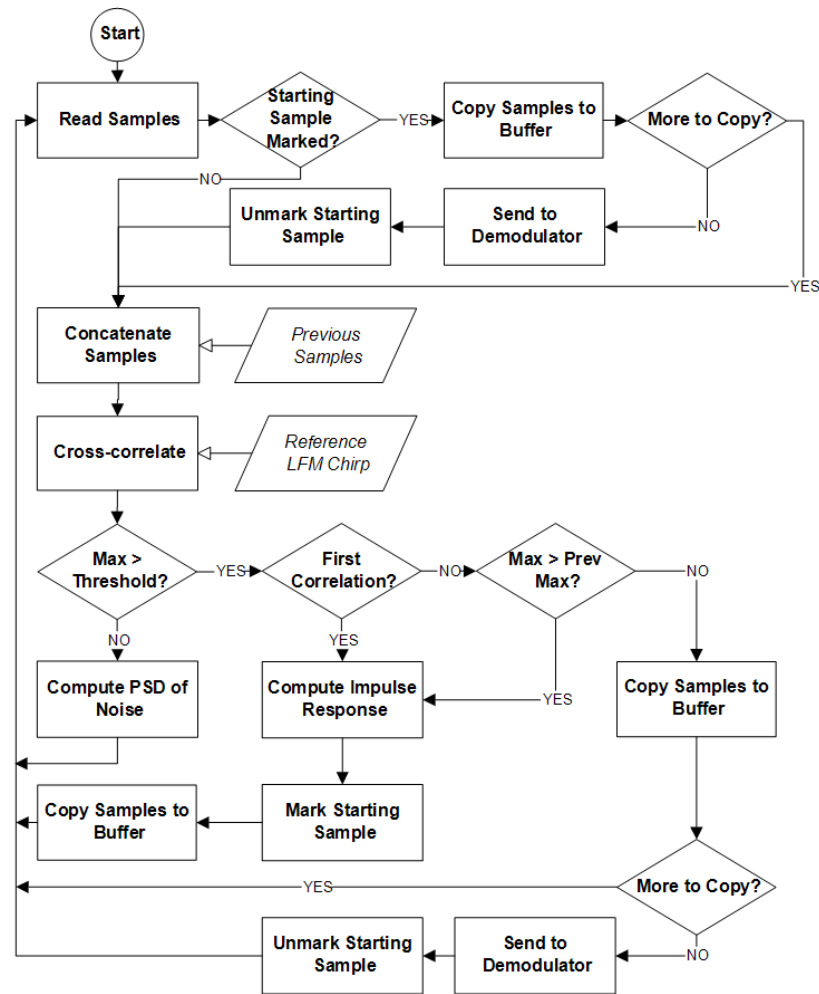 Start
Read Samples
Starting
Sample
Marked?
YES
Copy Samples to
Buffer
More to Copy?
NO
Unmark Starting
Sample
Send to
Demodulator
NO
YES
Concatenate
Samples
Previous
Samples
Cross-correlate
Reference
LFM Chirp
Max >
Threshold?
YES
First
Correlation?
NO
Max > Prev
Max?
NO
NO
YES
Compute PSD of
Noise
Compute Impulse
Response
YES
Copy Samples to
Buffer
Copy Samples to
Buffer
Mark Starting
Sample
YES
More to Copy?
Unmark Starting
Sample
Send to
Demodulator
NO